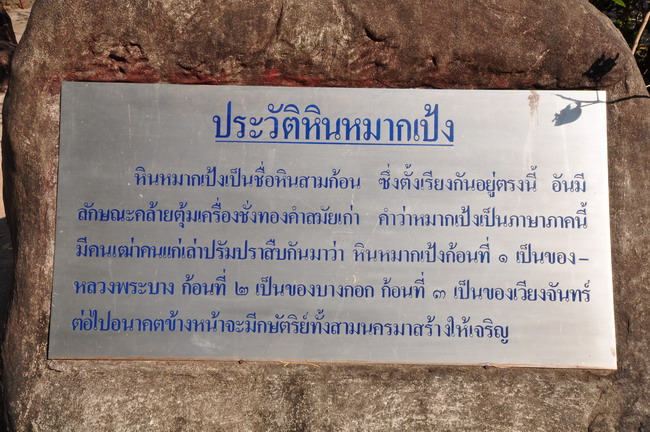 ประวัติหินหมากเป้ง
หินหมากเป้งเป็นชื่อหินสามก้อน ซึ่งตั้งเรียงกันอยู่ตรงนี้ อันมี
ลักษณะคล้ายตุ้มเครื่องชั่งทองคำสมัยเก่า คำว่าหมากเป้งเป็นภาษาภาคนี้
มีคนเฒ่าคนแก่เล่าปรัมปราสืบกันมาว่า หินหมากเป้งก้อนที่ ๑ เป็นของ-
หลวงพระบาง ก้อนที่ ๒ เป็นของบางกอก ก้อนที่ ๓ เป็นของเวียงจันทร์
ต่อไปอนาคตข้างหน้าจะมีกษัตริย์ทั้งสามนครมาสร้างให้เจริญ